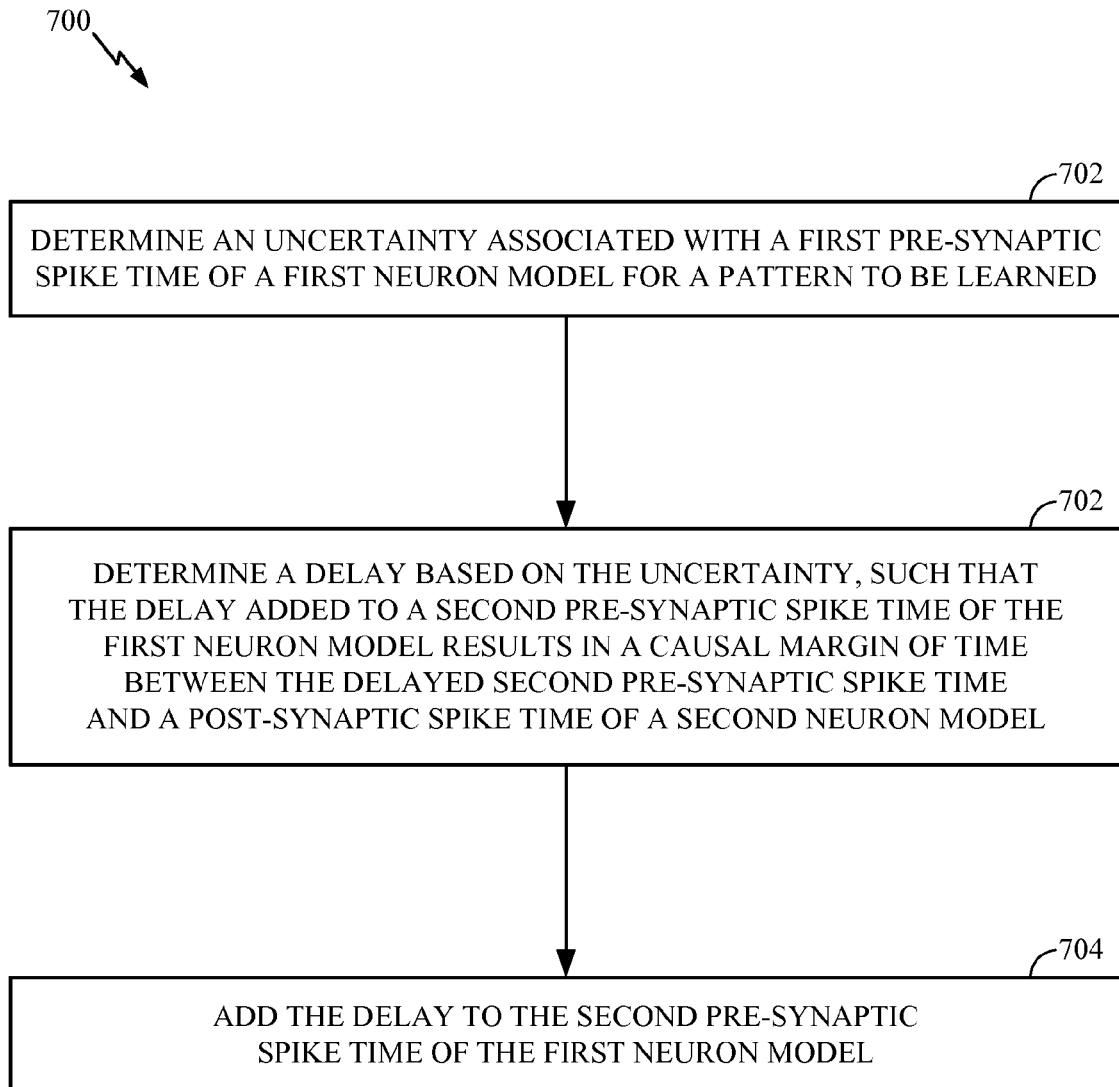 700
702
DETERMINE AN UNCERTAINTY ASSOCIATED WITH A FIRST PRE-SYNAPTIC
SPIKE TIME OF A FIRST NEURON MODEL FOR A PATTERN TO BE LEARNED
702
DETERMINE A DELAY BASED ON THE UNCERTAINTY, SUCH THAT
THE DELAY ADDED TO A SECOND PRE-SYNAPTIC SPIKE TIME OF THE
FIRST NEURON MODEL RESULTS IN A CAUSAL MARGIN OF TIME
BETWEEN THE DELAYED SECOND PRE-SYNAPTIC SPIKE TIME
AND A POST-SYNAPTIC SPIKE TIME OF A SECOND NEURON MODEL
704
ADD THE DELAY TO THE SECOND PRE-SYNAPTIC
SPIKE TIME OF THE FIRST NEURON MODEL